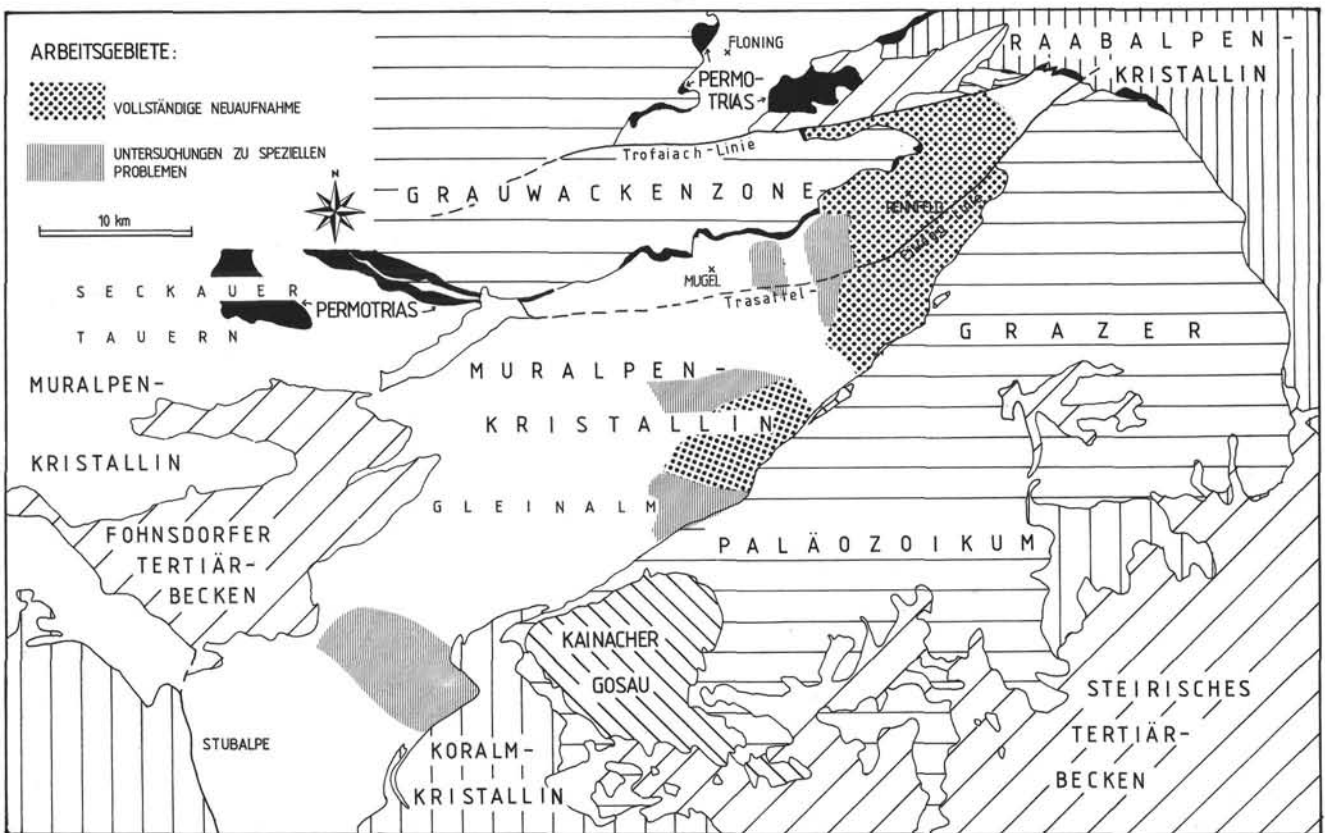 ARBEITSGEBIETE:
VOLLSTÄNDIGE NEUAUFNAHME
UNTERSUCHUNGEN ZU SPEZIELLEN
PROBLEMEN
N
10 km
FLONING
PERMO-
TRIAS
RAABALPEN-
KRISTALLIN
Trofaiach-Linie
GRAUWACKENZONE
RENNFELD
MUGEL
Trasattel-
Linie
SECKAUER
TAUERN
PERMOTRIAS
GRAZER
PALÄOZOIKUM
MURALPEN-
KRISTALLIN
MURALPEN-
KRISTALLIN
GLEINALM
FOHNSDORFER
TERTIÄR-
BECKEN
KAINACHER
GOSAU
STUBALPE
KORALM-
KRISTALLIN
STEIRISCHES
TERTIÄR-
BECKEN